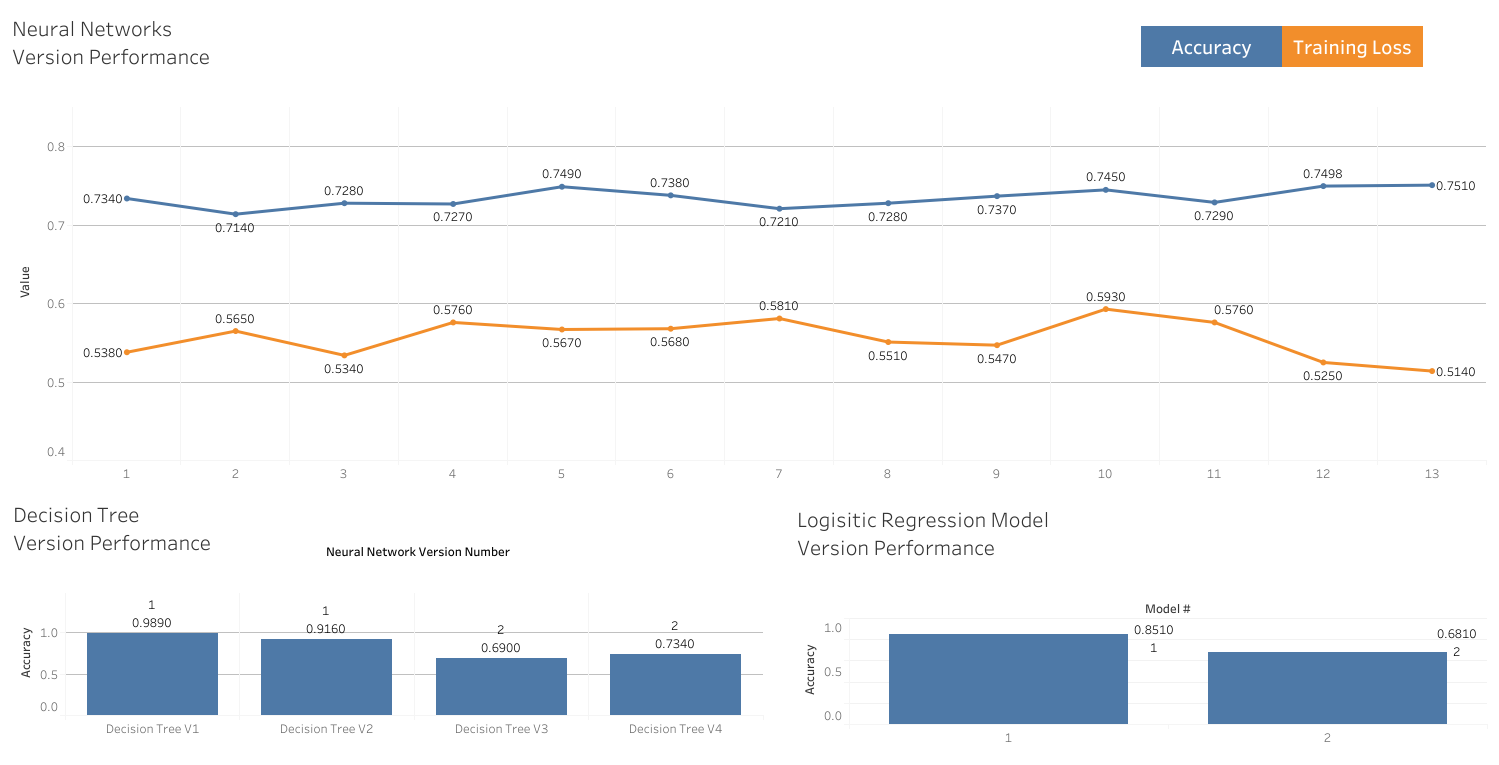 Neural Networks
Version Performance
Accuracy
Training Loss
Value
0.8
0.7
0.6
0.5
0.4
0.7340
0.7140
0.7280
0.7270
0.7490
0.7380
0.7210
0.7280
0.7370
0.7450
0.7290
0.7498
0.7510
0.5380
0.5650
0.5340
0.5760
0.5670
0.5680
0.5810
0.5510
0.5470
0.5930
0.5760
0.5250
0.5140
1 2 3 4 5 6 7 8 9 10 11 12 13
Decision Tree
Version Performance
Neural Network Version Number
Accuracy
1.0
0.5
0.0
1
0.9890
1
0.9160
2
0.6900
2
0.7340
Decision Tree V1
Decision Tree V2
Decision Tree V3
Decision Tree V4
Logisitic Regression Model
Version Performance
Model #
Accuracy
1.0
0.5
0.0
0.8510
1
0.6810
2
1 2